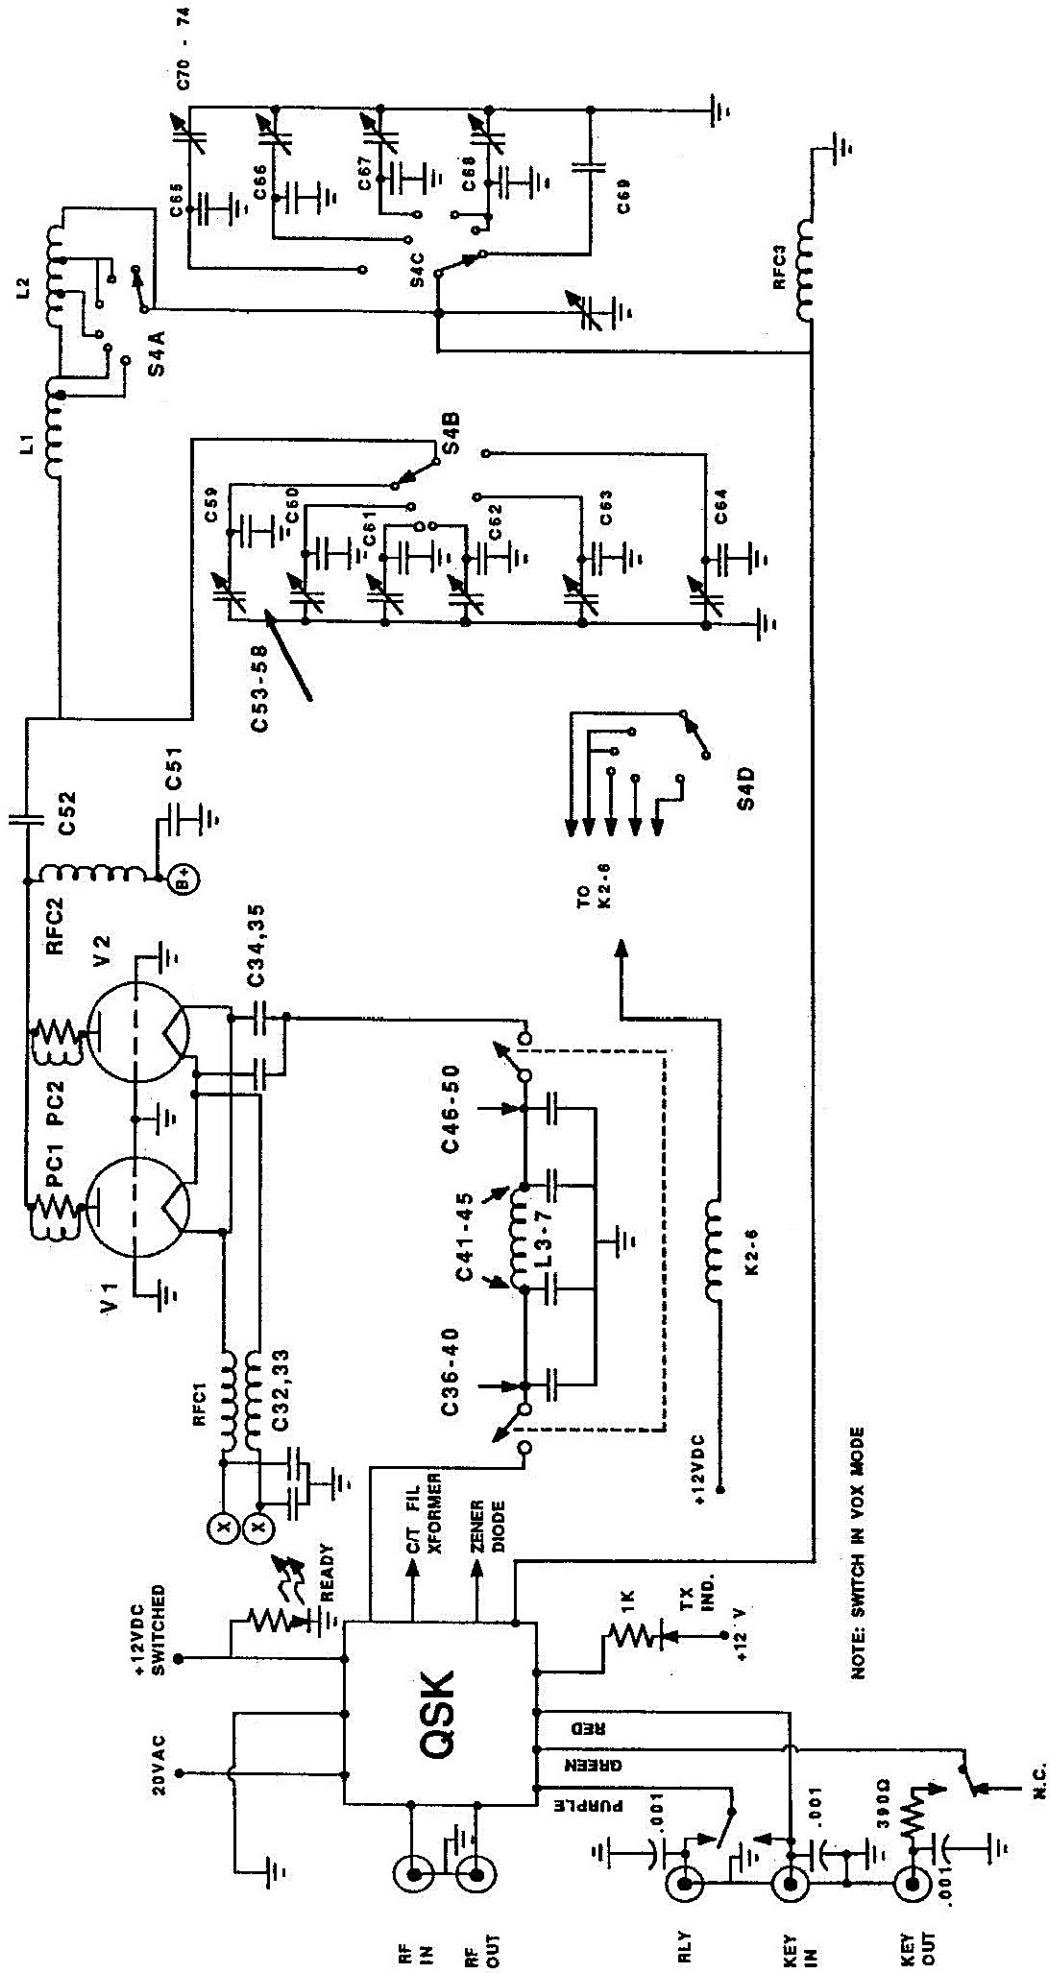 C70 - 74
C65
C66
C67
C68
C69
L2
S4A
S4C
RFC3
L1
S4B
C59
C60
C61
C62
C63
C64
C53-58
C52
C51
B+
RFC2
V2
C34,35
PC1 PC2
V1
TO
K2-6
S4D
C46-50
C41-45
L3-7
C36-40
K2-6
+12VDC
RFC1
C32,33
X
X
READY
+12VDC
SWITCHED
20VAC
C/T FIL
XFORMER
ZENER
DIODE
QSK
1K
TX
IND.
+12 V
RED
GREEN
PURPLE
.001
.001
390Ω
.001
N.C.
RF
IN
RF
OUT
RLY
KEY
IN
KEY
OUT
NOTE: SWITCH IN VOX MODE